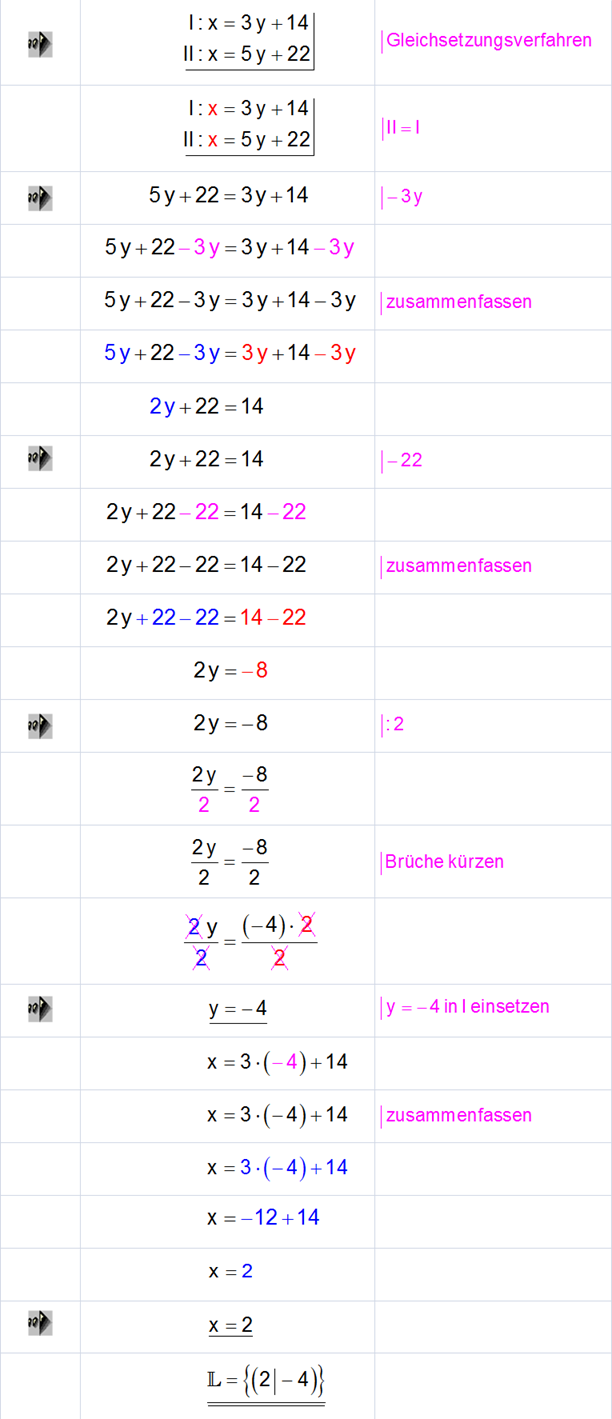 I : x = 3y + 14 |Gleichsetzungsverfahren
II : x = 5y + 22
I : x = 3y + 14
II : x = 5y + 22 |II = I
5y + 22 = 3y + 14 |− 3y
5y + 22 − 3y = 3y + 14 − 3y
5y + 22 − 3y = 3y + 14 − 3y |zusammenfassen
5y + 22 − 3y = 3y + 14 − 3y
2y + 22 = 14
2y + 22 = 14 |− 22
2y + 22 − 22 = 14 − 22
2y + 22 − 22 = 14 − 22 |zusammenfassen
2y + 22 − 22 = 14 − 22
2y = −8
2y = −8 |: 2
2y/2 = −8/2
2y/2 = −8/2 |Brüche kürzen
2y/2 = (−4) · 2/2
y = −4 |y = −4 in I einsetzen
x = 3 · (−4) + 14
x = 3 · (−4) + 14 |zusammenfassen
x = 3 · (−4) + 14
x = −12 + 14
x = 2
x = 2
𝕃 = {(2|−4)}